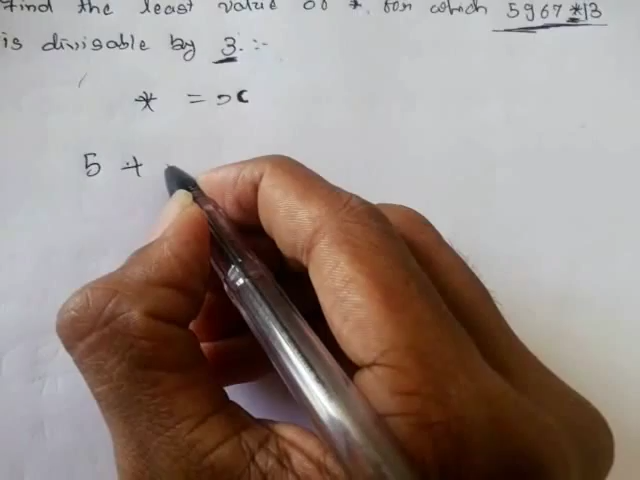 Find the least value of * for which 5967*13
is divisable by 3 :-
* = x
5 +